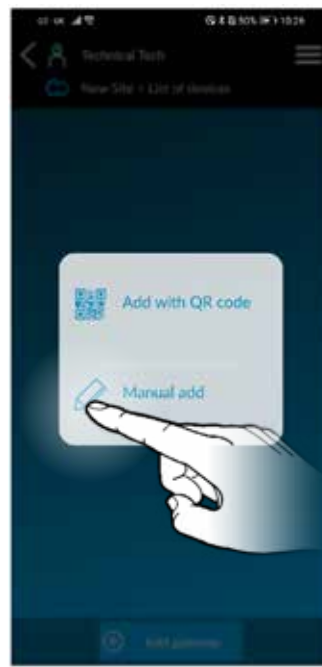 Technical Tech
New Site > List of devices
Add with QR code
Manual add
Add gateway